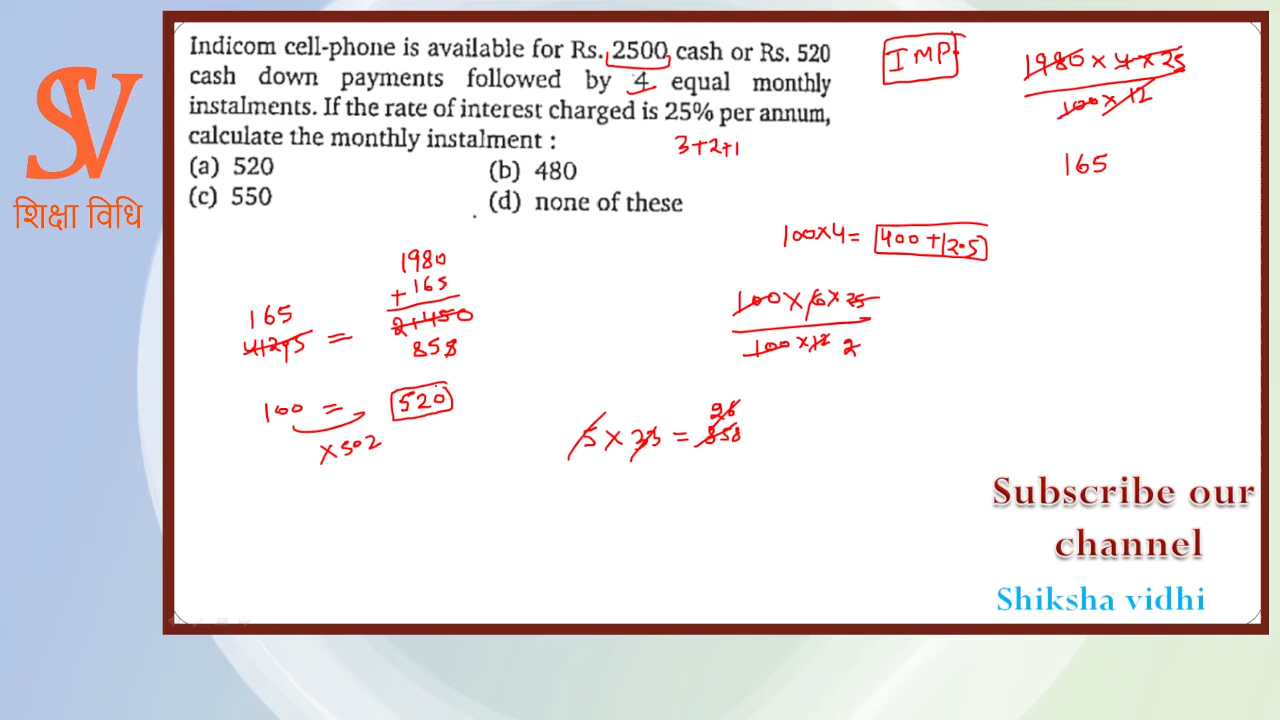 Indicom cell-phone is available for Rs. 2500 cash or Rs. 520
cash down payments followed by 4 equal monthly
instalments. If the rate of interest charged is 25% per annum,
calculate the monthly instalment :
(a) 520 (b) 480
(c) 550 (d) none of these
3+2+1
IMP.
1980 × 4 × 25
100 × 12
165
SV
शिक्षा विधि
100×4 = 400 + 12.5
1980
+ 165
21450
858
165
41295 =
100 = 520
×502
100 × 6 × 25
100 × 12 2
26
5 × 33 = 858
Subscribe our
channel
Shiksha vidhi